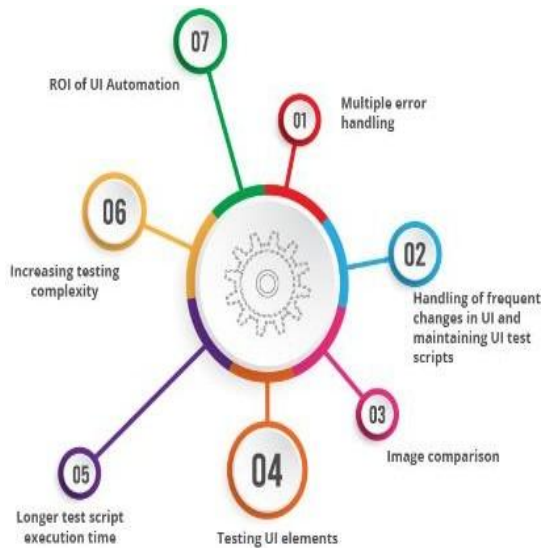 07
ROI of UI Automation
01
Multiple error
handling
06
Increasing testing
complexity
02
Handling of frequent
changes in UI and
maintaining UI test
scripts
03
Image comparison
04
Testing UI elements
05
Longer test script
execution time